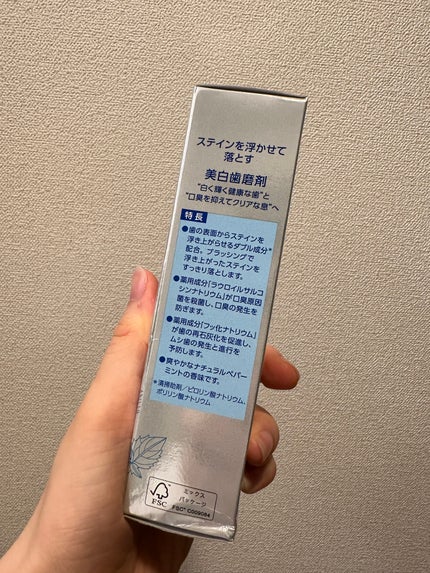 ステインを浮かせて
落とす
美白歯磨剤
"白く輝く健康な歯"と
"口臭を抑えてクリアな息"へ
特長
●歯の表面からステインを
浮き上がらせるダブル成分*
配合。ブラッシングで
浮き上がったステインを
すっきり落とします。
●薬用成分「ラウロイルサルコ
シンナトリウム」が口臭原因
菌を殺菌し、口臭の発生を
防ぎます。
●薬用成分「フッ化ナトリウム」
が歯の再石灰化を促進し、
ムシ歯の発生と進行を
予防します。
●爽やかなナチュラルペパー
ミントの香味です。
*清掃助剤/ピロリン酸ナトリウム、
ポリリン酸ナトリウム
FSC
ミックス
パッケージ
FSC® C009084